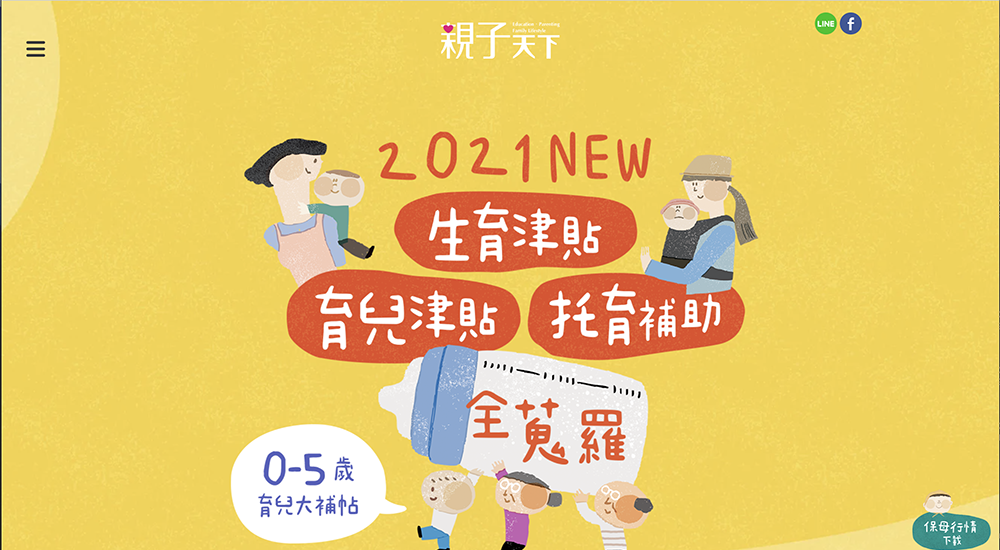 親子天下
Education · Parenting
Family Lifestyle
LINE
f
2021 NEW
生育津貼
育兒津貼
托育補助
全蒐羅
0-5歲
育兒大補帖
保母行情
下載